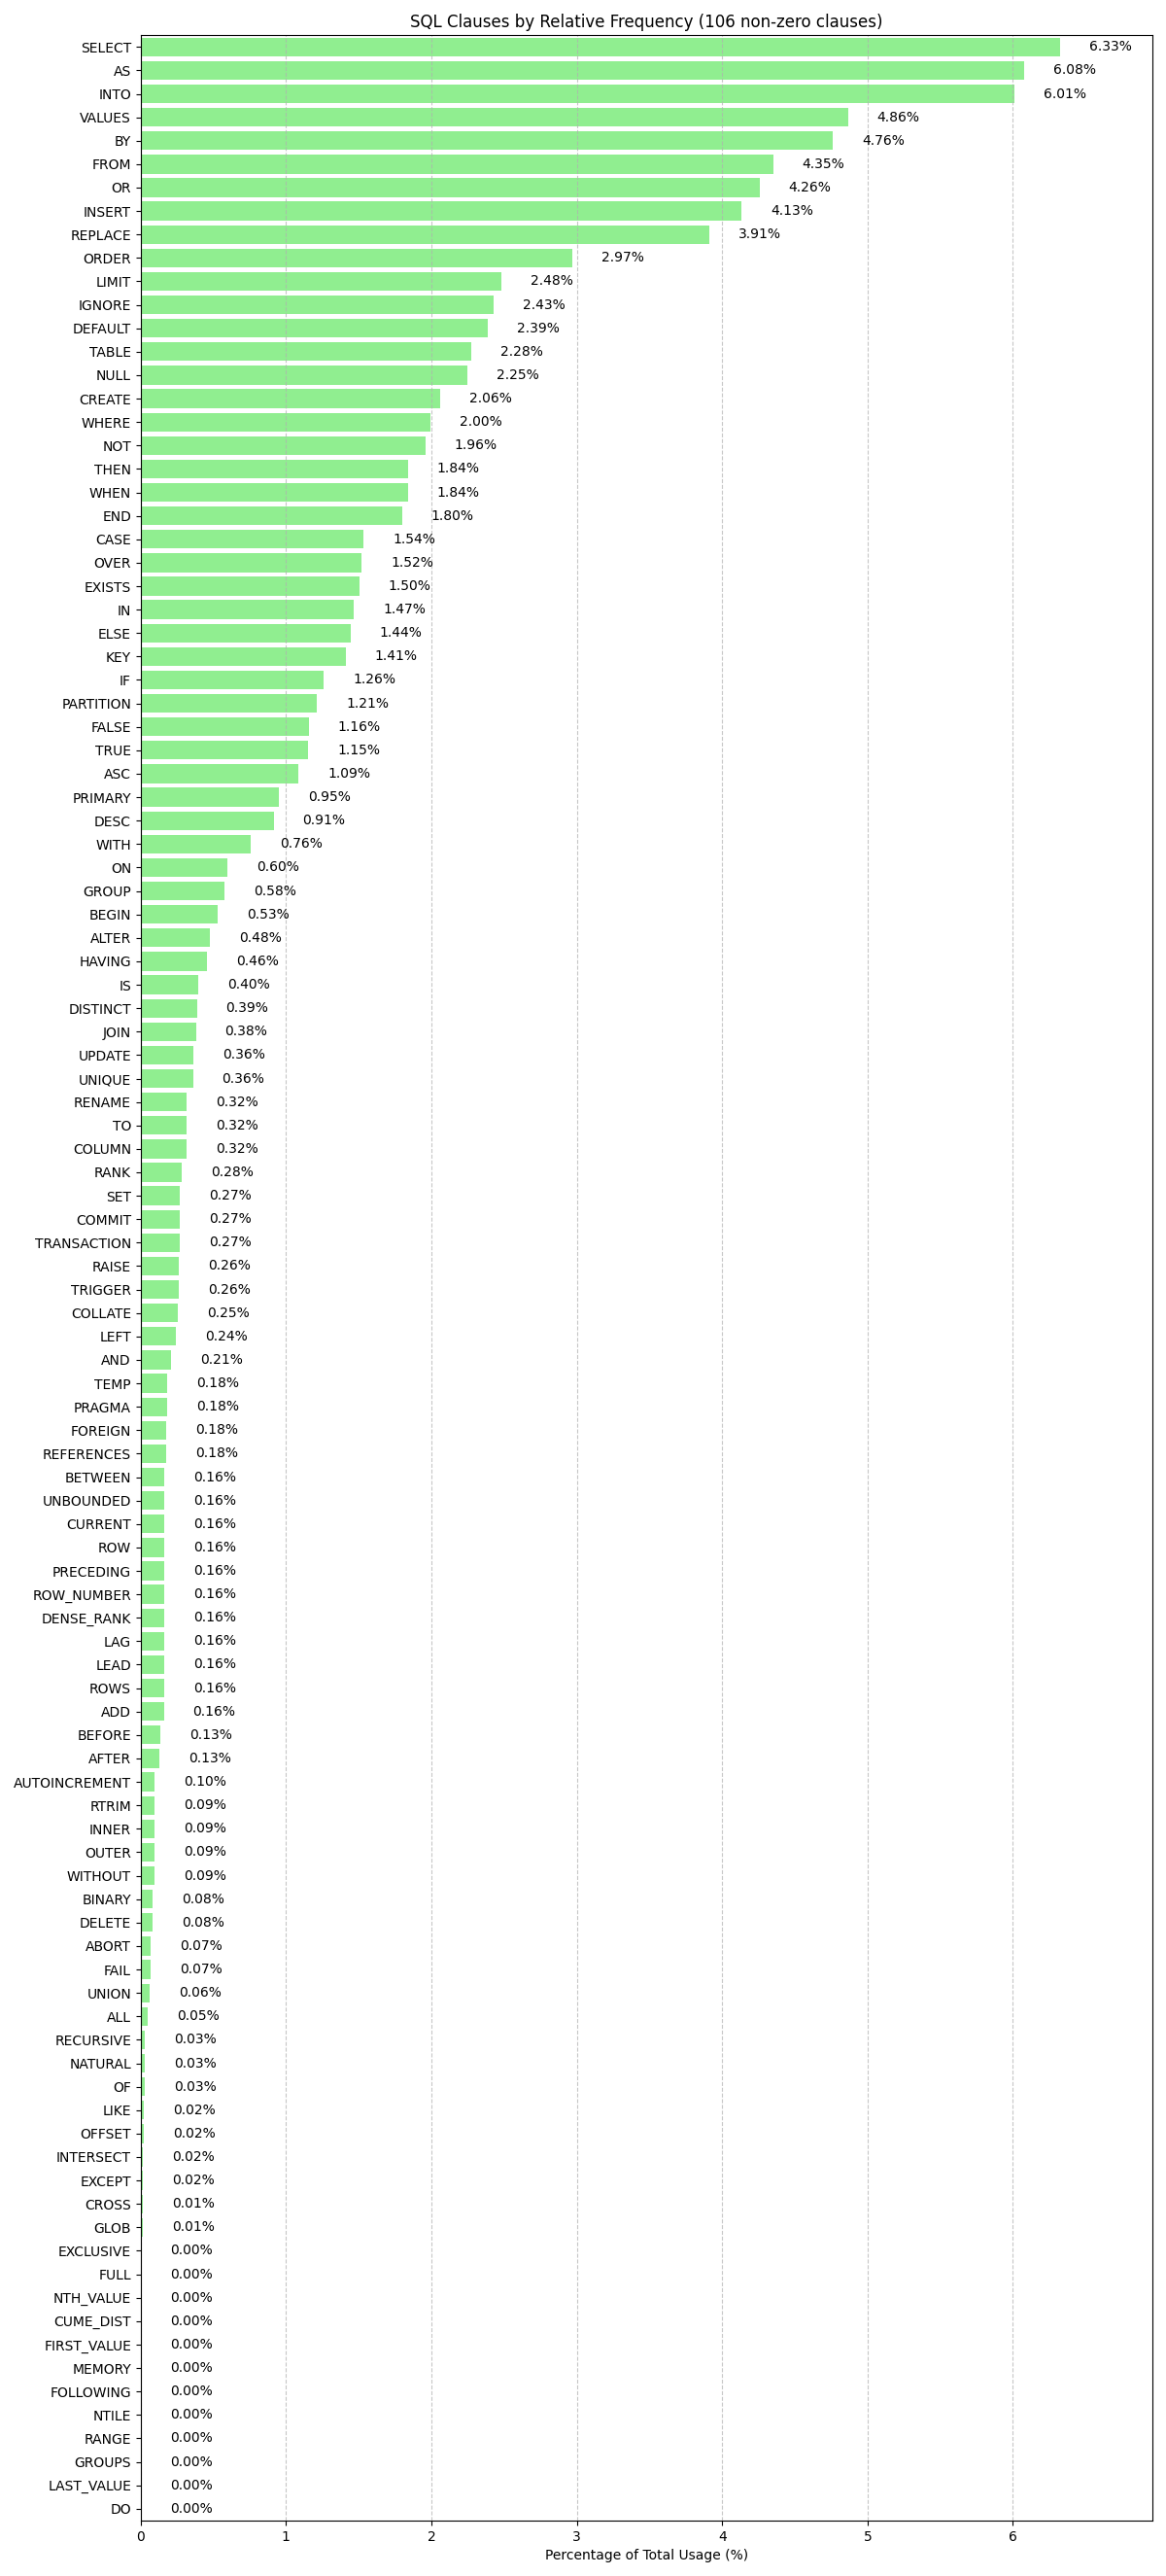 SQL Clauses by Relative Frequency (106 non-zero clauses)
SELECT 6.33%
AS 6.08%
INTO 6.01%
VALUES 4.86%
BY 4.76%
FROM 4.35%
OR 4.26%
INSERT 4.13%
REPLACE 3.91%
ORDER 2.97%
LIMIT 2.48%
IGNORE 2.43%
DEFAULT 2.39%
TABLE 2.28%
NULL 2.25%
CREATE 2.06%
WHERE 2.00%
NOT 1.96%
THEN 1.84%
WHEN 1.84%
END 1.80%
CASE 1.54%
OVER 1.52%
EXISTS 1.50%
IN 1.47%
ELSE 1.44%
KEY 1.41%
IF 1.26%
PARTITION 1.21%
FALSE 1.16%
TRUE 1.15%
ASC 1.09%
PRIMARY 0.95%
DESC 0.91%
WITH 0.76%
ON 0.60%
GROUP 0.58%
BEGIN 0.53%
ALTER 0.48%
HAVING 0.46%
IS 0.40%
DISTINCT 0.39%
JOIN 0.38%
UPDATE 0.36%
UNIQUE 0.36%
RENAME 0.32%
TO 0.32%
COLUMN 0.32%
RANK 0.28%
SET 0.27%
COMMIT 0.27%
TRANSACTION 0.27%
RAISE 0.26%
TRIGGER 0.26%
COLLATE 0.25%
LEFT 0.24%
AND 0.21%
TEMP 0.18%
PRAGMA 0.18%
FOREIGN 0.18%
REFERENCES 0.18%
BETWEEN 0.16%
UNBOUNDED 0.16%
CURRENT 0.16%
ROW 0.16%
PRECEDING 0.16%
ROW_NUMBER 0.16%
DENSE_RANK 0.16%
LAG 0.16%
LEAD 0.16%
ROWS 0.16%
ADD 0.16%
BEFORE 0.13%
AFTER 0.13%
AUTOINCREMENT 0.10%
RTRIM 0.09%
INNER 0.09%
OUTER 0.09%
WITHOUT 0.09%
BINARY 0.08%
DELETE 0.08%
ABORT 0.07%
FAIL 0.07%
UNION 0.06%
ALL 0.05%
RECURSIVE 0.03%
NATURAL 0.03%
OF 0.03%
LIKE 0.02%
OFFSET 0.02%
INTERSECT 0.02%
EXCEPT 0.02%
CROSS 0.01%
GLOB 0.01%
EXCLUSIVE 0.00%
FULL 0.00%
NTH_VALUE 0.00%
CUME_DIST 0.00%
FIRST_VALUE 0.00%
MEMORY 0.00%
FOLLOWING 0.00%
NTILE 0.00%
RANGE 0.00%
GROUPS 0.00%
LAST_VALUE 0.00%
DO 0.00%
0 1 2 3 4 5 6
Percentage of Total Usage (%)